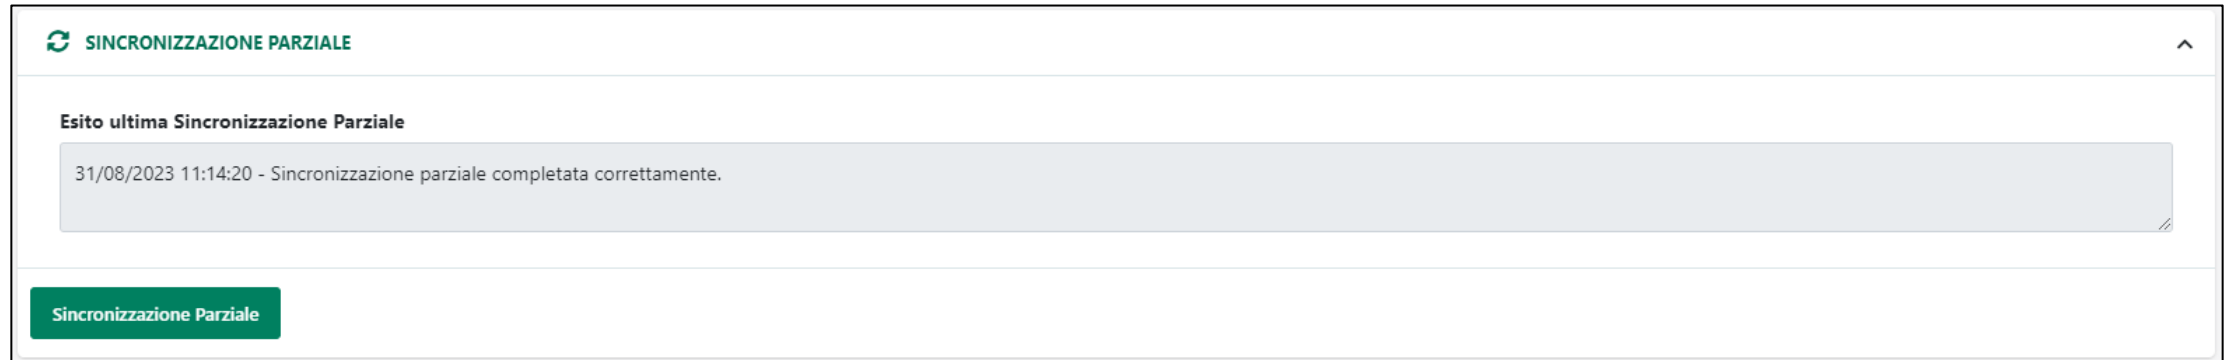 SINCRONIZZAZIONE PARZIALE
Esito ultima Sincronizzazione Parziale
31/08/2023 11:14:20 - Sincronizzazione parziale completata correttamente.
Sincronizzazione Parziale